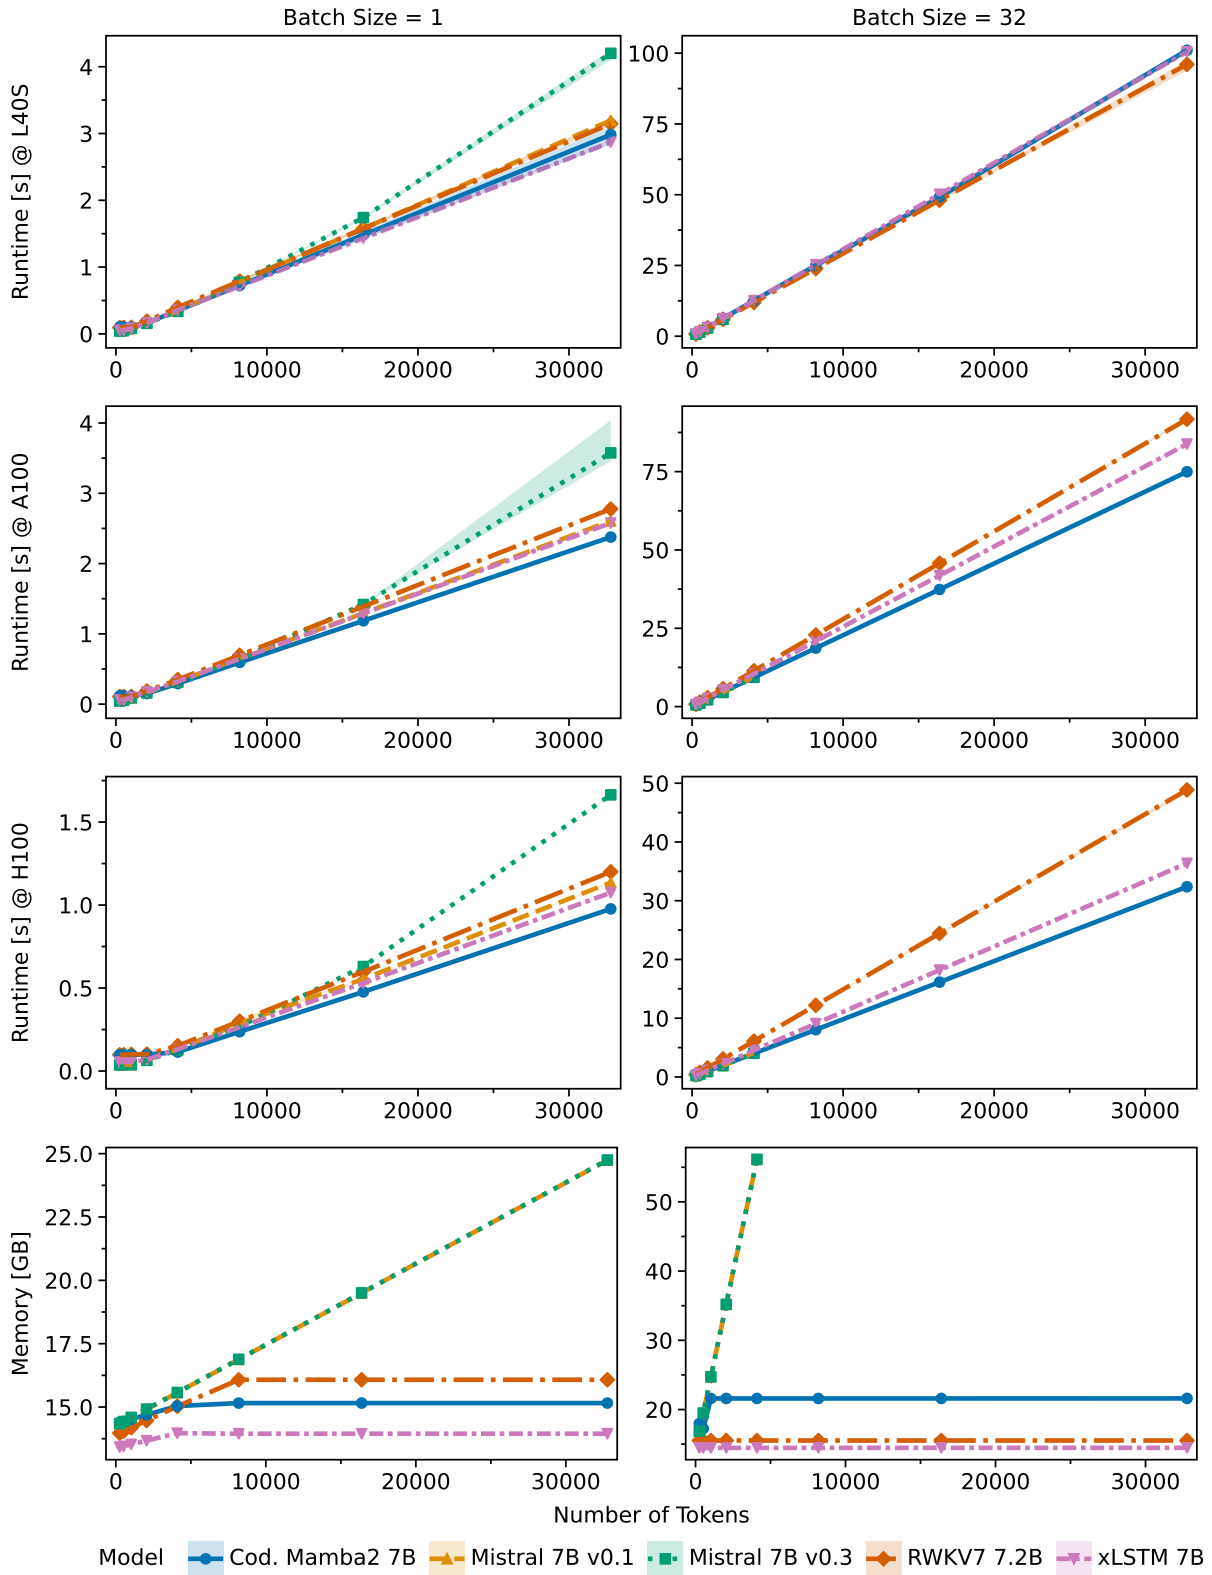 Batch Size = 1
Batch Size = 32
Runtime [s] @ L40S
4
3
2
1
0
0 10000 20000 30000
100
75
50
25
0
0 10000 20000 30000
Runtime [s] @ A100
4
3
2
1
0
0 10000 20000 30000
75
50
25
0
0 10000 20000 30000
Runtime [s] @ H100
1.5
1.0
0.5
0.0
0 10000 20000 30000
50
40
30
20
10
0
0 10000 20000 30000
Memory [GB]
25.0
22.5
20.0
17.5
15.0
0 10000 20000 30000
50
40
30
20
0 10000 20000 30000
Number of Tokens
Model Cod. Mamba2 7B Mistral 7B v0.1 Mistral 7B v0.3 RWKV7 7.2B xLSTM 7B